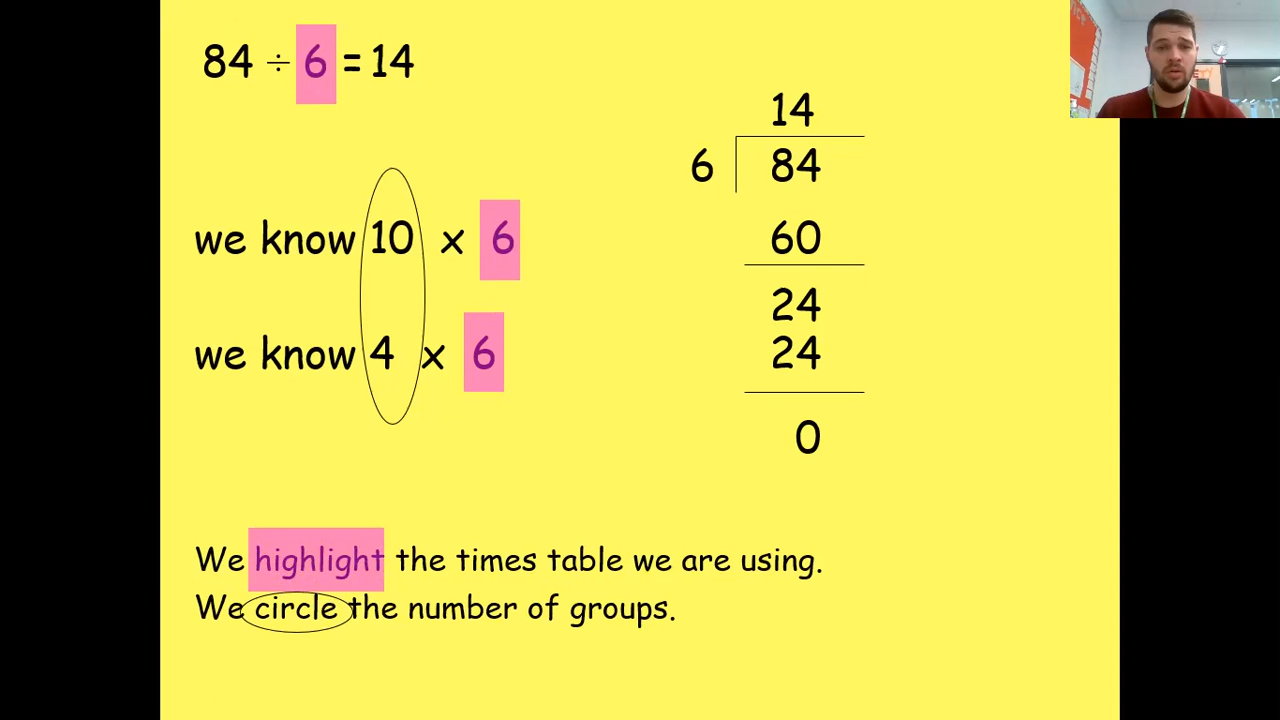 84 ÷ 6 = 14
we know 10 x 6
we know 4 x 6
14
6 84
60
24
24
0
We highlight the times table we are using.
We circle the number of groups.